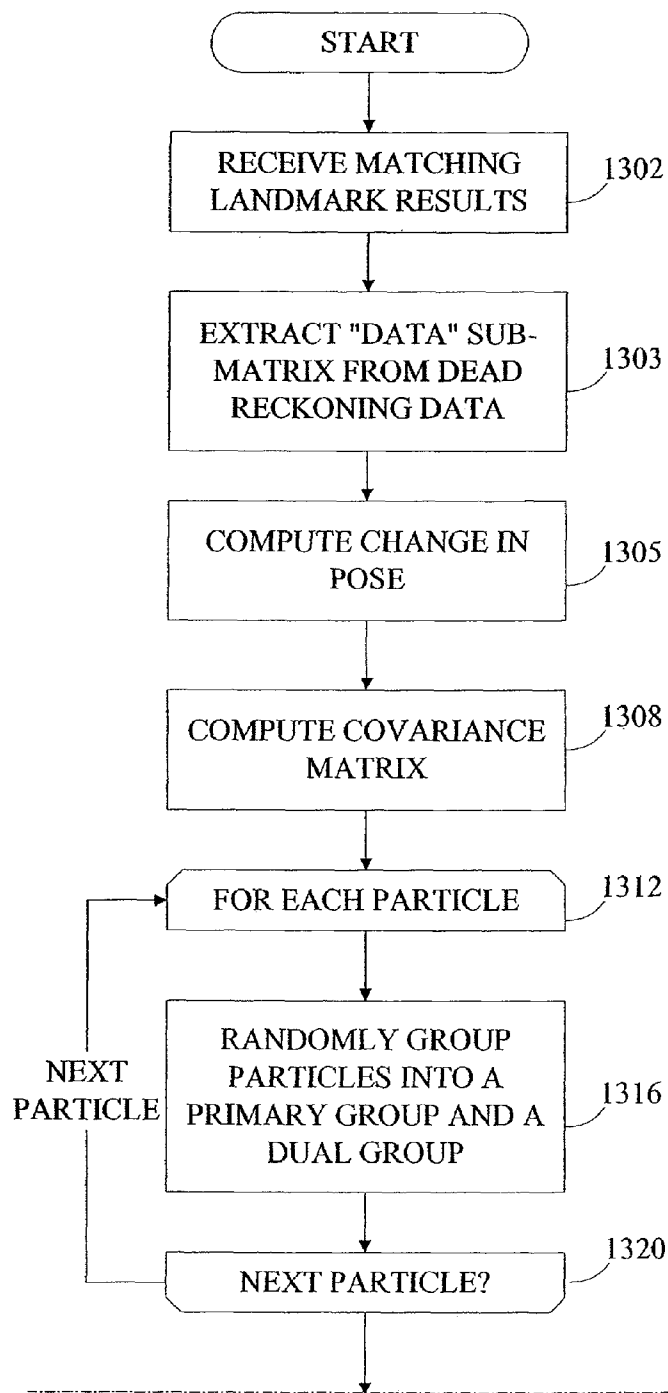 START
RECEIVE MATCHING
LANDMARK RESULTS
1302
EXTRACT "DATA" SUB-
MATRIX FROM DEAD
RECKONING DATA
1303
COMPUTE CHANGE IN
POSE
1305
COMPUTE COVARIANCE
MATRIX
1308
FOR EACH PARTICLE
1312
RANDOMLY GROUP
PARTICLES INTO A
PRIMARY GROUP AND A
DUAL GROUP
1316
NEXT
PARTICLE
NEXT PARTICLE?
1320